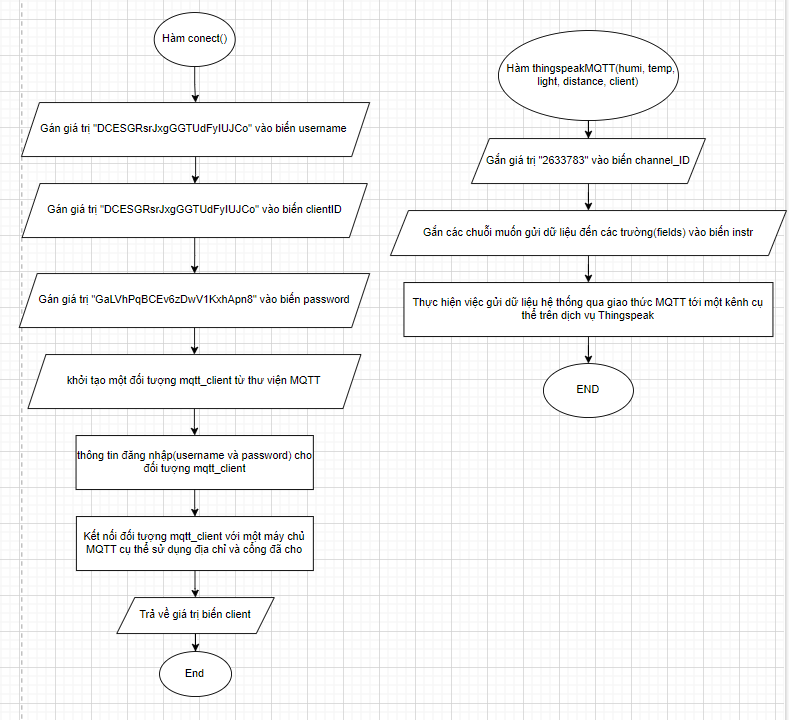 Hàm conect()
Gán giá trị "DCESGRsrJxgGGTUdFyIUJCo" vào biến username
Gán giá trị "DCESGRsrJxgGGTUdFyIUJCo" vào biến clientID
Gán giá trị "GaLVhPqBCEv6zDwV1KxhApn8" vào biến password
khởi tạo một đối tượng mqtt_client từ thư viện MQTT
thông tin đăng nhập(username và password) cho
đối tượng mqtt_client
Kết nối đối tượng mqtt_client với một máy chủ
MQTT cụ thể sử dụng địa chỉ và cổng đã cho
Trả về giá trị biến client
End
Hàm thingspeakMQTT(humi, temp,
light, distance, client)
Gắn giá trị "2633783" vào biến channel_ID
Gắn các chuỗi muốn gửi dữ liệu đến các trường(fields) vào biến instr
Thực hiện việc gửi dữ liệu hệ thống qua giao thức MQTT tới một kênh cụ
thể trên dịch vụ Thingspeak
END